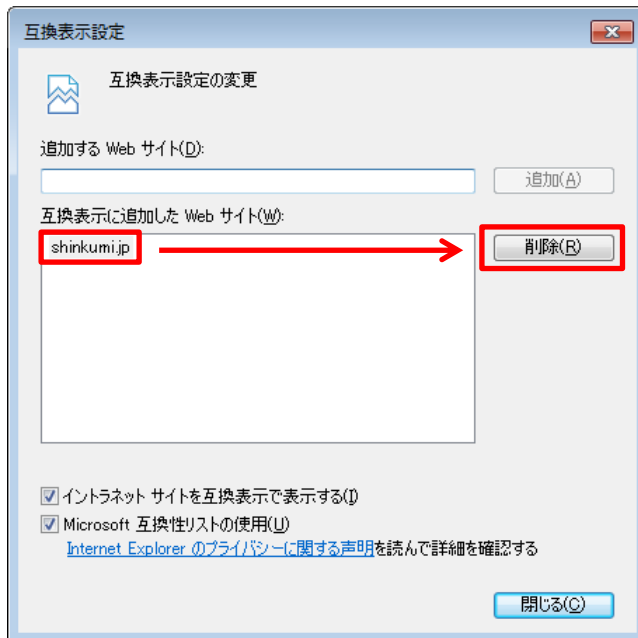 互換表示設定
互換表示設定の変更
追加する Web サイト(D):
追加(A)
互換表示に追加した Web サイト(W):
shinkumi.jp
削除(R)
イントラネット サイトを互換表示で表示する(I)
Microsoft 互換性リストの使用(U)
Internet Explorer のプライバシーに関する声明を読んで詳細を確認する
閉じる(C)